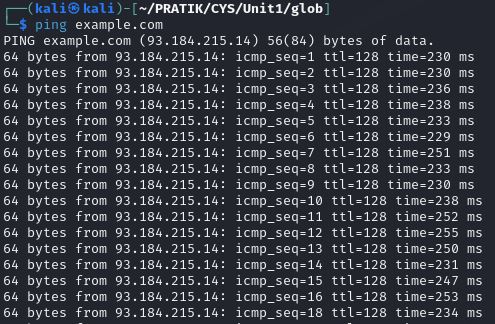 ┌──(kali㉿kali)-[~/PRATIK/CYS/Unit1/glob]
└─$ ping example.com
PING example.com (93.184.215.14) 56(84) bytes of data.
64 bytes from 93.184.215.14: icmp_seq=1 ttl=128 time=230 ms
64 bytes from 93.184.215.14: icmp_seq=2 ttl=128 time=230 ms
64 bytes from 93.184.215.14: icmp_seq=3 ttl=128 time=236 ms
64 bytes from 93.184.215.14: icmp_seq=4 ttl=128 time=238 ms
64 bytes from 93.184.215.14: icmp_seq=5 ttl=128 time=233 ms
64 bytes from 93.184.215.14: icmp_seq=6 ttl=128 time=229 ms
64 bytes from 93.184.215.14: icmp_seq=7 ttl=128 time=251 ms
64 bytes from 93.184.215.14: icmp_seq=8 ttl=128 time=233 ms
64 bytes from 93.184.215.14: icmp_seq=9 ttl=128 time=230 ms
64 bytes from 93.184.215.14: icmp_seq=10 ttl=128 time=238 ms
64 bytes from 93.184.215.14: icmp_seq=11 ttl=128 time=252 ms
64 bytes from 93.184.215.14: icmp_seq=12 ttl=128 time=255 ms
64 bytes from 93.184.215.14: icmp_seq=13 ttl=128 time=250 ms
64 bytes from 93.184.215.14: icmp_seq=14 ttl=128 time=231 ms
64 bytes from 93.184.215.14: icmp_seq=15 ttl=128 time=247 ms
64 bytes from 93.184.215.14: icmp_seq=16 ttl=128 time=253 ms
64 bytes from 93.184.215.14: icmp_seq=18 ttl=128 time=234 ms